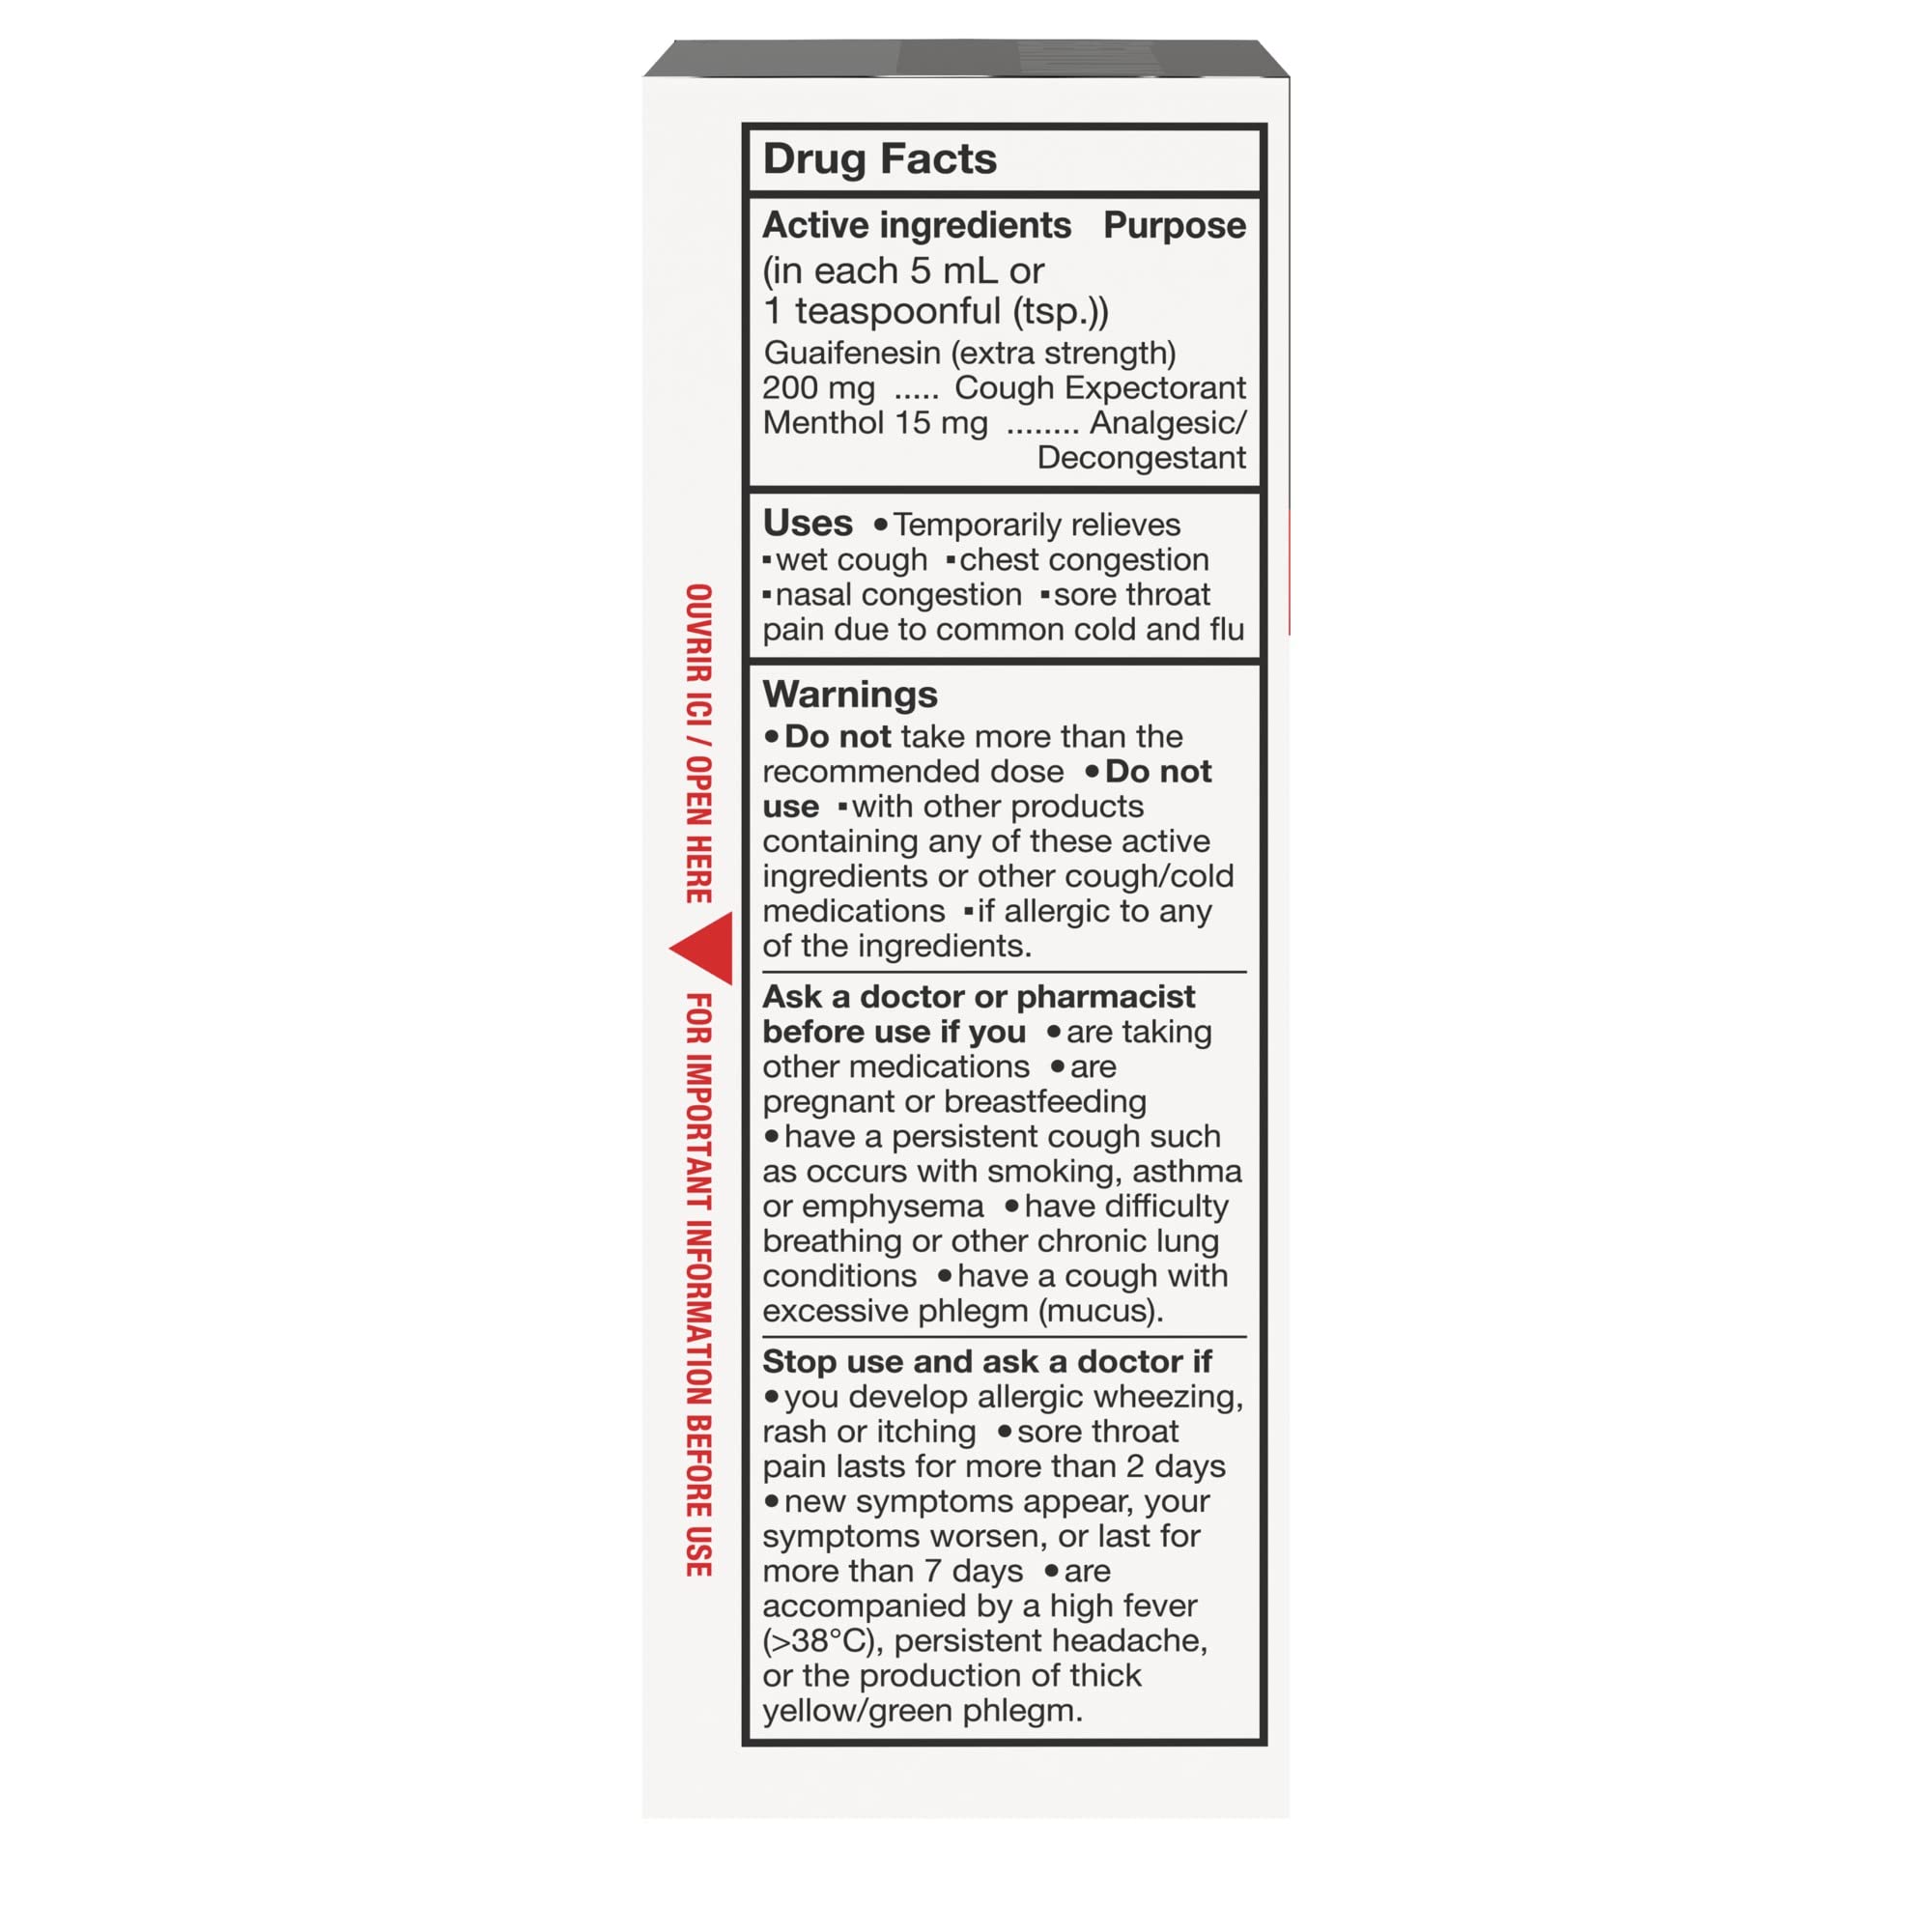 Drug Facts
Active ingredients Purpose
(in each 5 mL or
1 teaspoonful (tsp.))
Guaifenesin (extra strength)
200 mg ..... Cough Expectorant
Menthol 15 mg ........ Analgesic/
Decongestant
Uses •Temporarily relieves
▪wet cough ▪chest congestion
▪nasal congestion ▪sore throat
pain due to common cold and flu
Warnings
•Do not take more than the
recommended dose •Do not
use ▪with other products
containing any of these active
ingredients or other cough/cold
medications ▪if allergic to any
of the ingredients.
Ask a doctor or pharmacist
before use if you •are taking
other medications •are
pregnant or breastfeeding
•have a persistent cough such
as occurs with smoking, asthma
or emphysema •have difficulty
breathing or other chronic lung
conditions •have a cough with
excessive phlegm (mucus).
Stop use and ask a doctor if
•you develop allergic wheezing,
rash or itching •sore throat
pain lasts for more than 2 days
•new symptoms appear, your
symptoms worsen, or last for
more than 7 days •are
accompanied by a high fever
(>38°C), persistent headache,
or the production of thick
yellow/green phlegm.
OUVRIR ICI / OPEN HERE
FOR IMPORTANT INFORMATION BEFORE USE